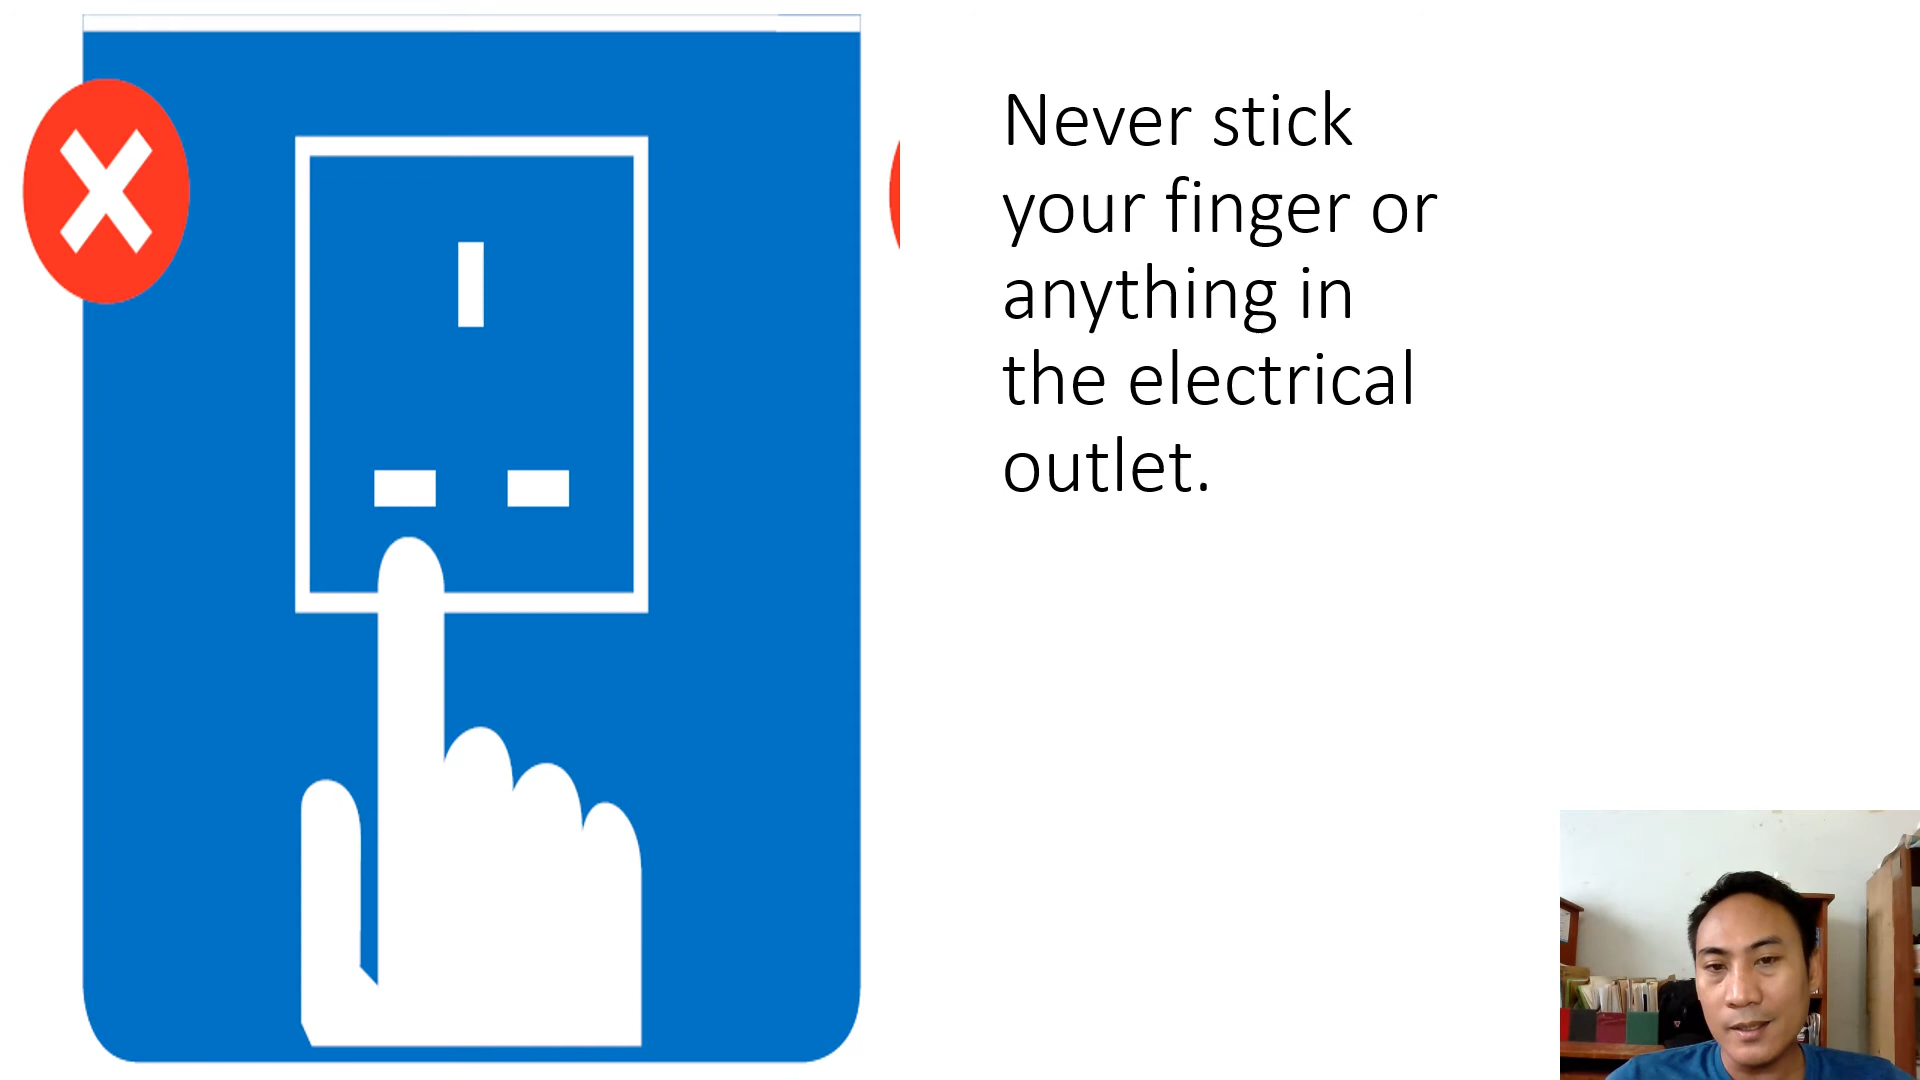 Never stick
your finger or
anything in
the electrical
outlet.